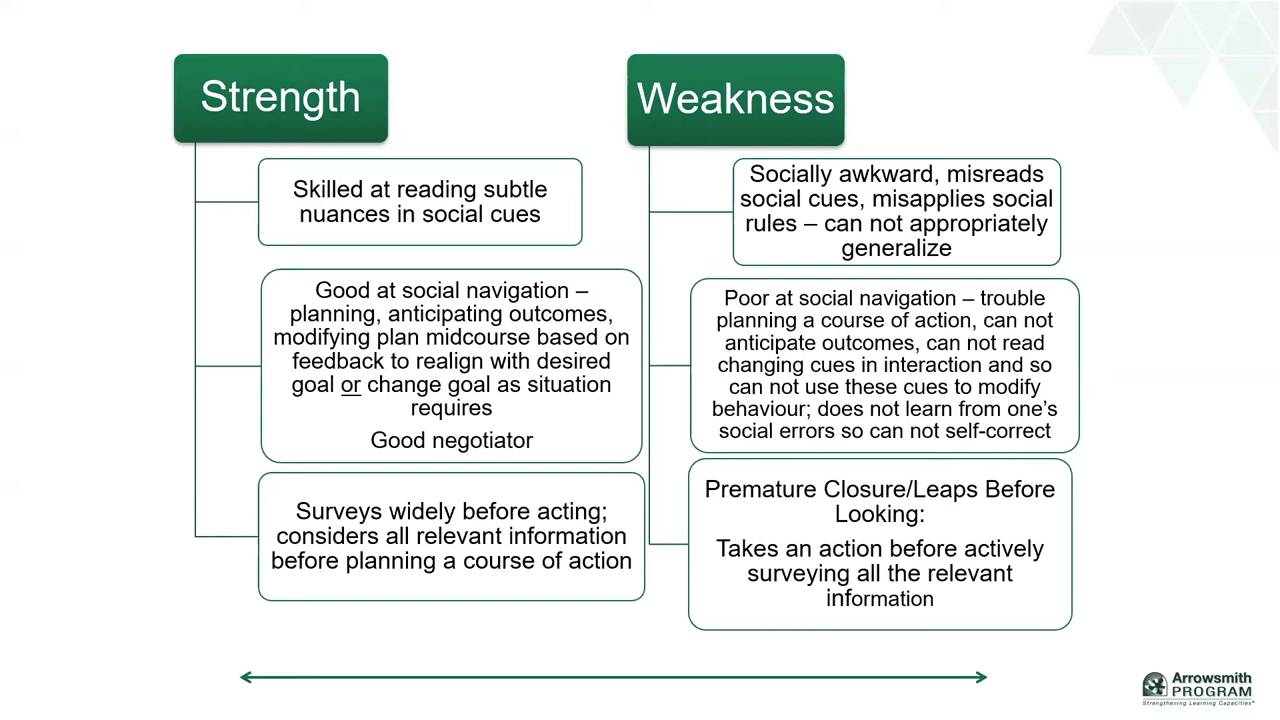 Strength
Skilled at reading subtle
nuances in social cues
Good at social navigation –
planning, anticipating outcomes,
modifying plan midcourse based on
feedback to realign with desired
goal or change goal as situation
requires
Good negotiator
Surveys widely before acting;
considers all relevant information
before planning a course of action
Weakness
Socially awkward, misreads
social cues, misapplies social
rules – can not appropriately
generalize
Poor at social navigation – trouble
planning a course of action, can not
anticipate outcomes, can not read
changing cues in interaction and so
can not use these cues to modify
behaviour; does not learn from one's
social errors so can not self-correct
Premature Closure/Leaps Before
Looking:
Takes an action before actively
surveying all the relevant
information
Arrowsmith
PROGRAM
Strengthening Learning Capacities®